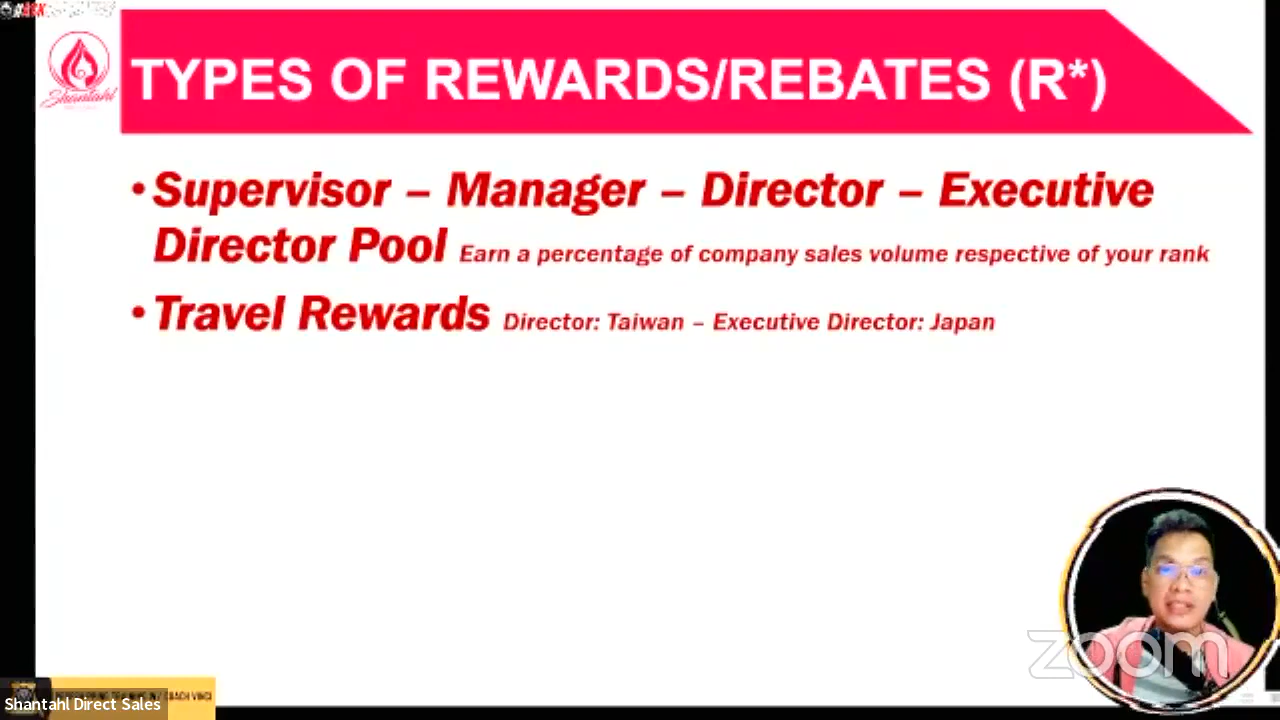 Shantahl
TYPES OF REWARDS/REBATES (R*)
• Supervisor – Manager – Director – Executive
Director Pool Earn a percentage of company sales volume respective of your rank
• Travel Rewards Director: Taiwan – Executive Director: Japan
zoom
Shantahl Direct Sales